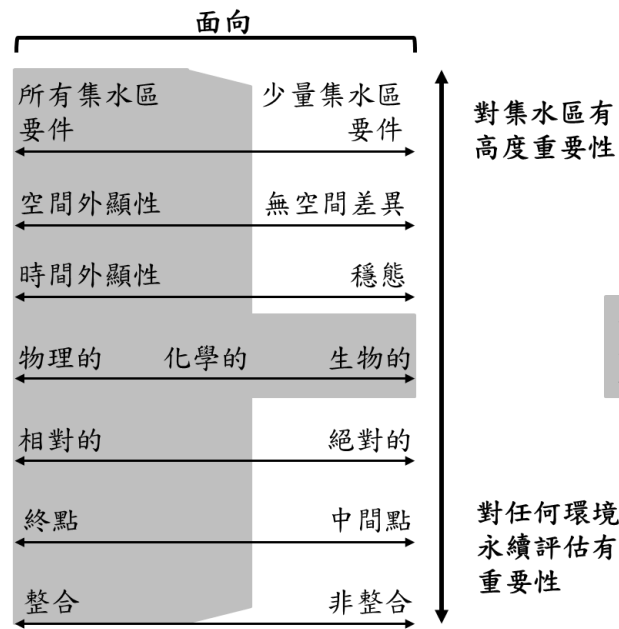 面向
所有集水區 少量集水區
要件 要件
空間外顯性 無空間差異
時間外顯性 穩態
物理的 化學的 生物的
相對的 絕對的
終點 中間點
整合 非整合
對集水區有
高度重要性
對任何環境
永續評估有
重要性